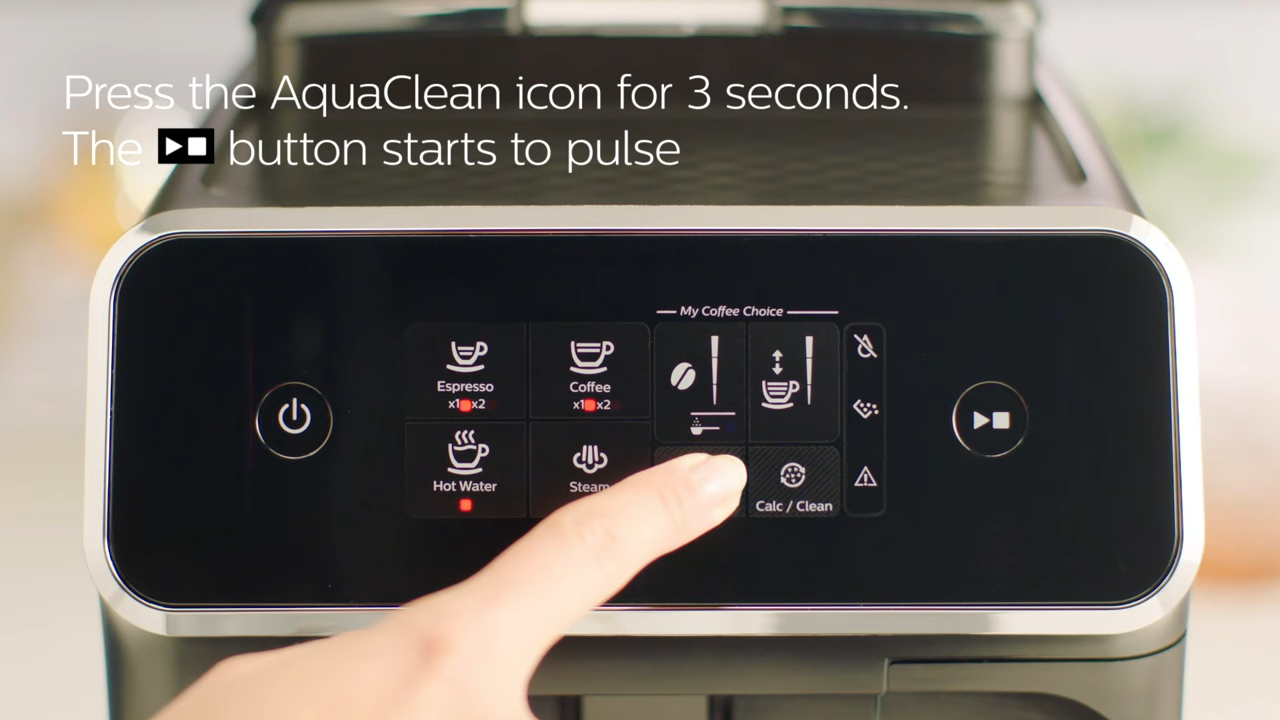 Press the AquaClean icon for 3 seconds.
The button starts to pulse
My Coffee Choice
Espresso
x1 x2
Coffee
x1 x2
Hot Water
Steam
Calc / Clean